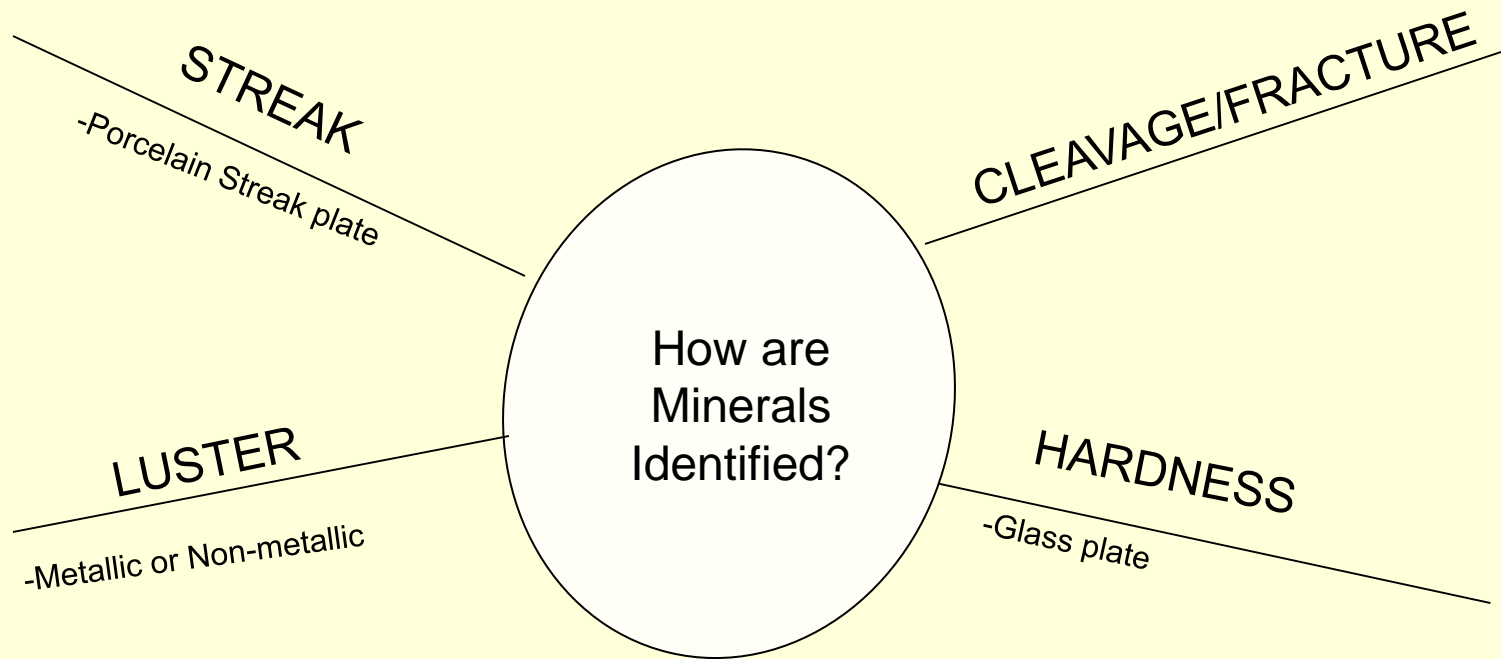 STREAK
-Porcelain Streak plate
CLEAVAGE/FRACTURE
How are
Minerals
Identified?
LUSTER
-Metallic or Non-metallic
HARDNESS
-Glass plate